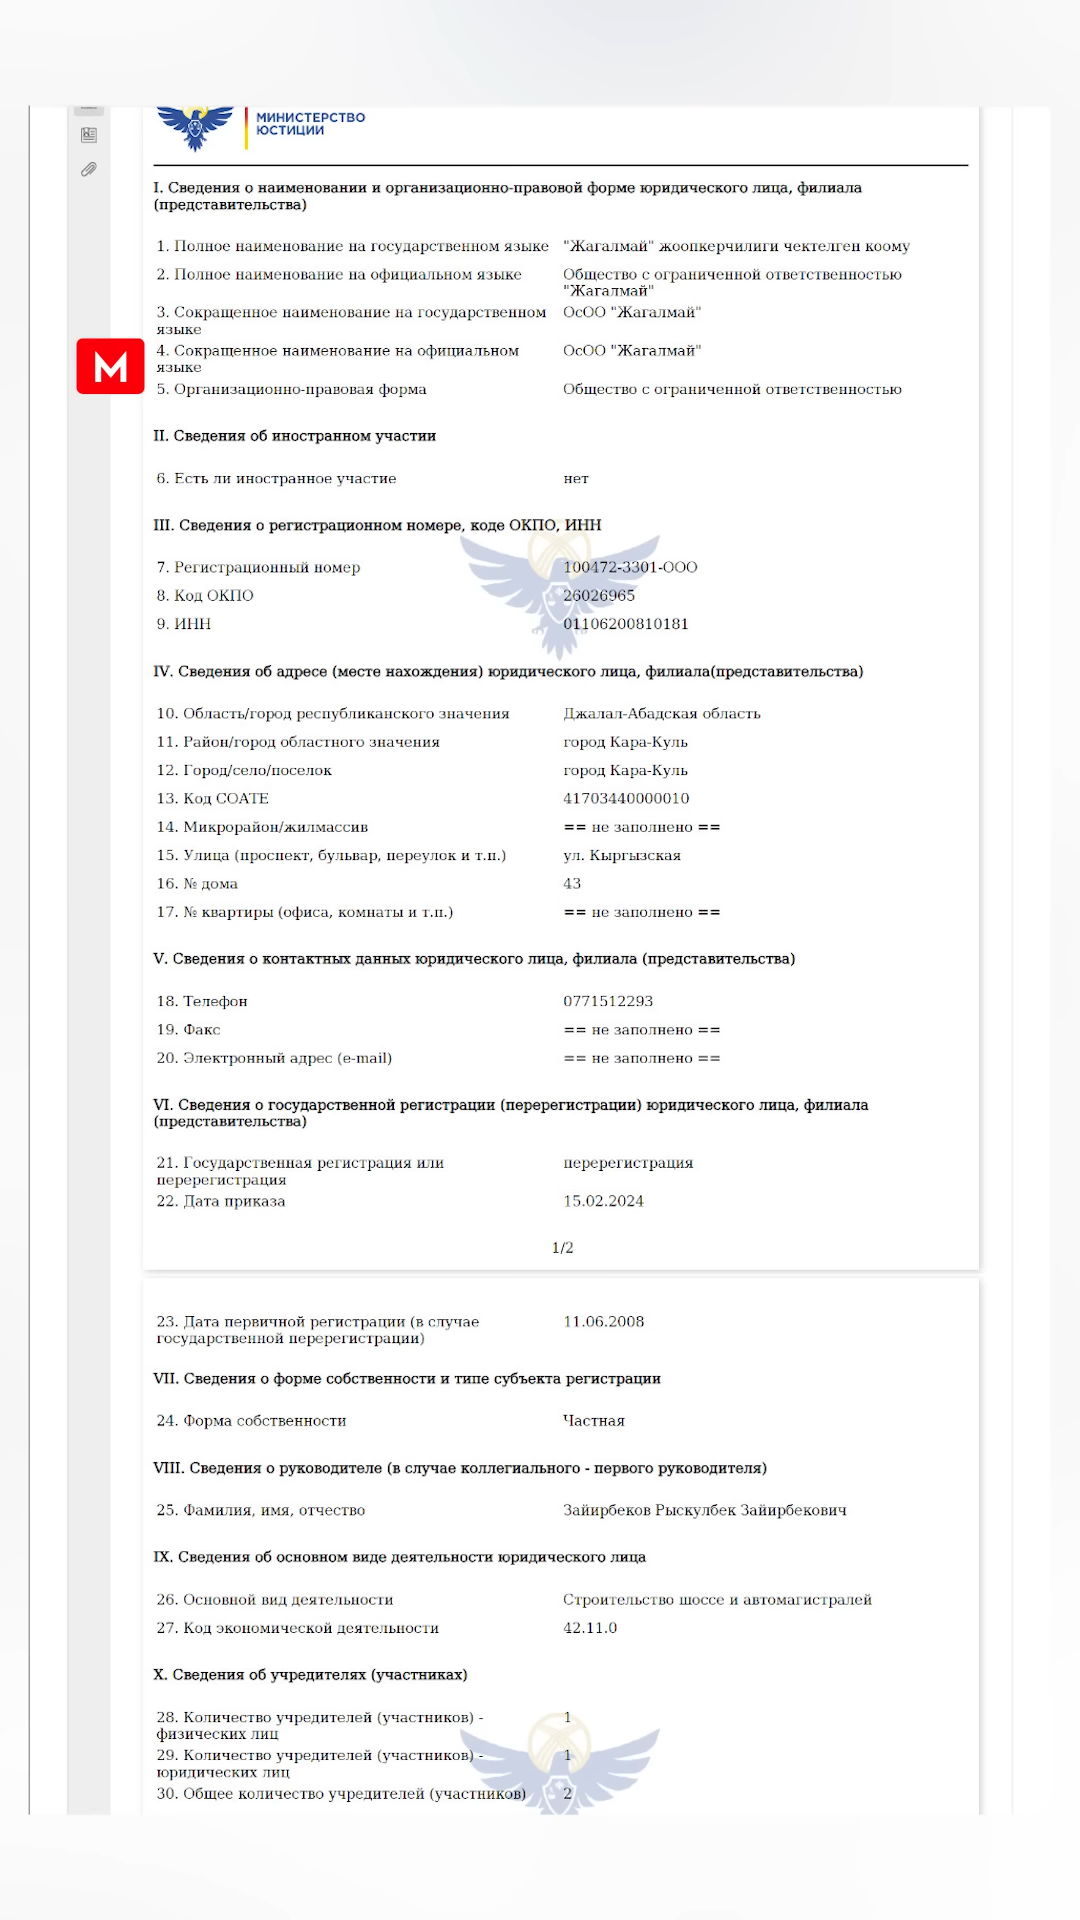 МИНИСТЕРСТВО
ЮСТИЦИИ
I. Сведения о наименовании и организационно-правовой форме юридического лица, филиала
(представительства)
1. Полное наименование на государственном языке "Жагалмай" жоопкерчилиги чектелген коому
2. Полное наименование на официальном языке Общество с ограниченной ответственностью
"Жагалмай"
3. Сокращенное наименование на государственном ОсОО "Жагалмай"
языке
M
4. Сокращенное наименование на официальном ОсОО "Жагалмай"
языке
5. Организационно-правовая форма Общество с ограниченной ответственностью
II. Сведения об иностранном участии
6. Есть ли иностранное участие нет
III. Сведения о регистрационном номере, коде ОКПО, ИНН
7. Регистрационный номер 100472-3301-ООО
8. Код ОКПО 26026965
9. ИНН 01106200810181
IV. Сведения об адресе (месте нахождения) юридического лица, филиала(представительства)
10. Область/город республиканского значения Джалал-Абадская область
11. Район/город областного значения город Кара-Куль
12. Город/село/поселок город Кара-Куль
13. Код СОАТЕ 41703440000010
14. Микрорайон/жилмассив == не заполнено ==
15. Улица (проспект, бульвар, переулок и т.п.) ул. Кыргызская
16. № дома 43
17. № квартиры (офиса, комнаты и т.п.) == не заполнено ==
V. Сведения о контактных данных юридического лица, филиала (представительства)
18. Телефон 0771512293
19. Факс == не заполнено ==
20. Электронный адрес (e-mail) == не заполнено ==
VI. Сведения о государственной регистрации (перерегистрации) юридического лица, филиала
(представительства)
21. Государственная регистрация или перерегистрация
перерегистрация
22. Дата приказа 15.02.2024
1/2
23. Дата первичной регистрации (в случае 11.06.2008
государственной перерегистрации)
VII. Сведения о форме собственности и типе субъекта регистрации
24. Форма собственности Частная
VIII. Сведения о руководителе (в случае коллегиального - первого руководителя)
25. Фамилия, имя, отчество Зайирбеков Рыскулбек Зайирбекович
IX. Сведения об основном виде деятельности юридического лица
26. Основной вид деятельности Строительство шоссе и автомагистралей
27. Код экономической деятельности 42.11.0
X. Сведения об учредителях (участниках)
28. Количество учредителей (участников) - 1
физических лиц
29. Количество учредителей (участников) - 1
юридических лиц
30. Общее количество учредителей (участников) 2